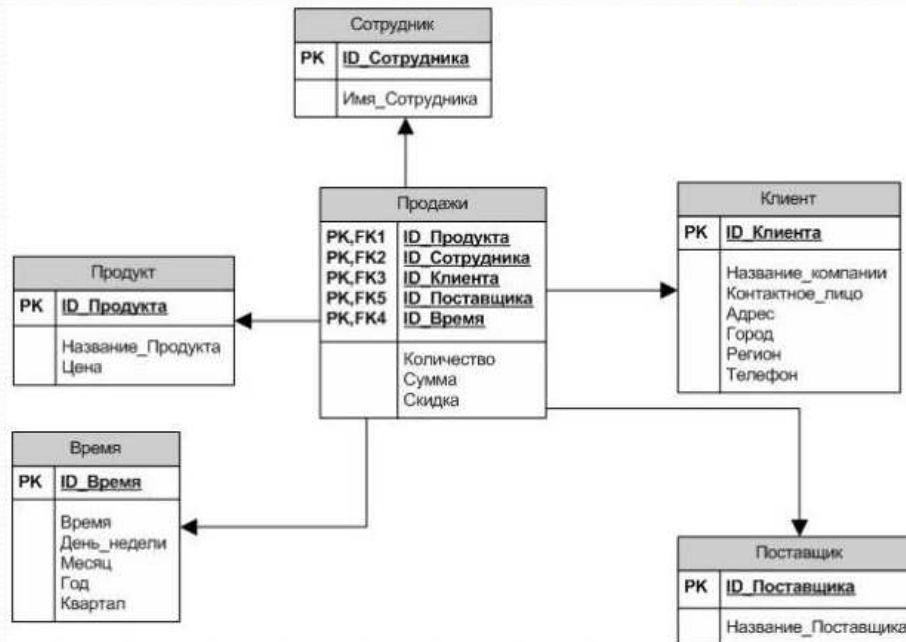 Сотрудник
PK ID_Сотрудника
Имя_Сотрудника
Продажи
PK,FK1 ID_Продукта
PK,FK2 ID_Сотрудника
PK,FK3 ID_Клиента
PK,FK5 ID_Поставщика
PK,FK4 ID_Время
Количество
Сумма
Скидка
Клиент
PK ID_Клиента
Название_компании
Контактное_лицо
Адрес
Город
Регион
Телефон
Продукт
PK ID_Продукта
Название_Продукта
Цена
Время
PK ID_Время
Время
День_недели
Месяц
Год
Квартал
Поставщик
PK ID_Поставщика
Название_Поставщика